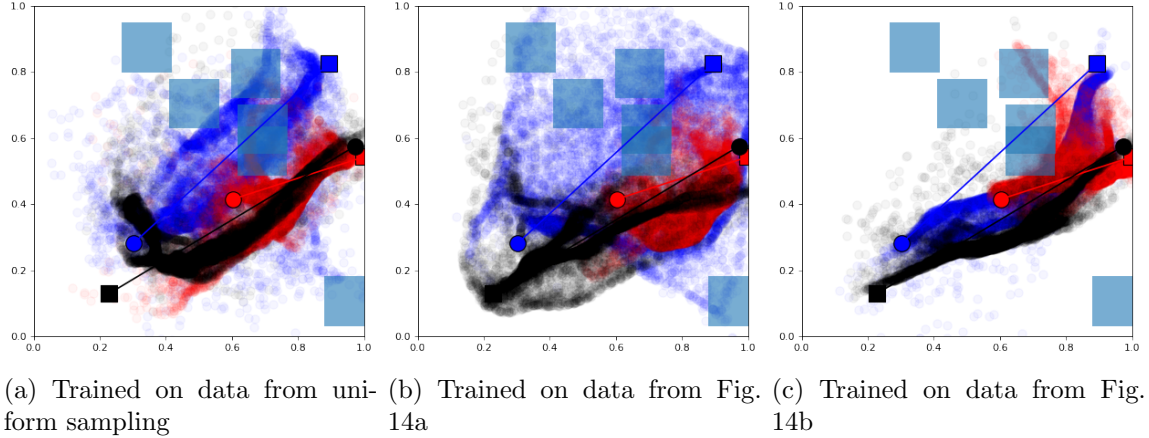 1.0 1.0 1.0
0.8 0.8 0.8
0.6 0.6 0.6
0.4 0.4 0.4
0.2 0.2 0.2
0.0 0.0 0.0
0.0 0.2 0.4 0.6 0.8 1.0 0.0 0.2 0.4 0.6 0.8 1.0 0.0 0.2 0.4 0.6 0.8 1.0
(a) Trained on data from uni-
form sampling
(b) Trained on data from Fig.
14a
(c) Trained on data from Fig.
14b